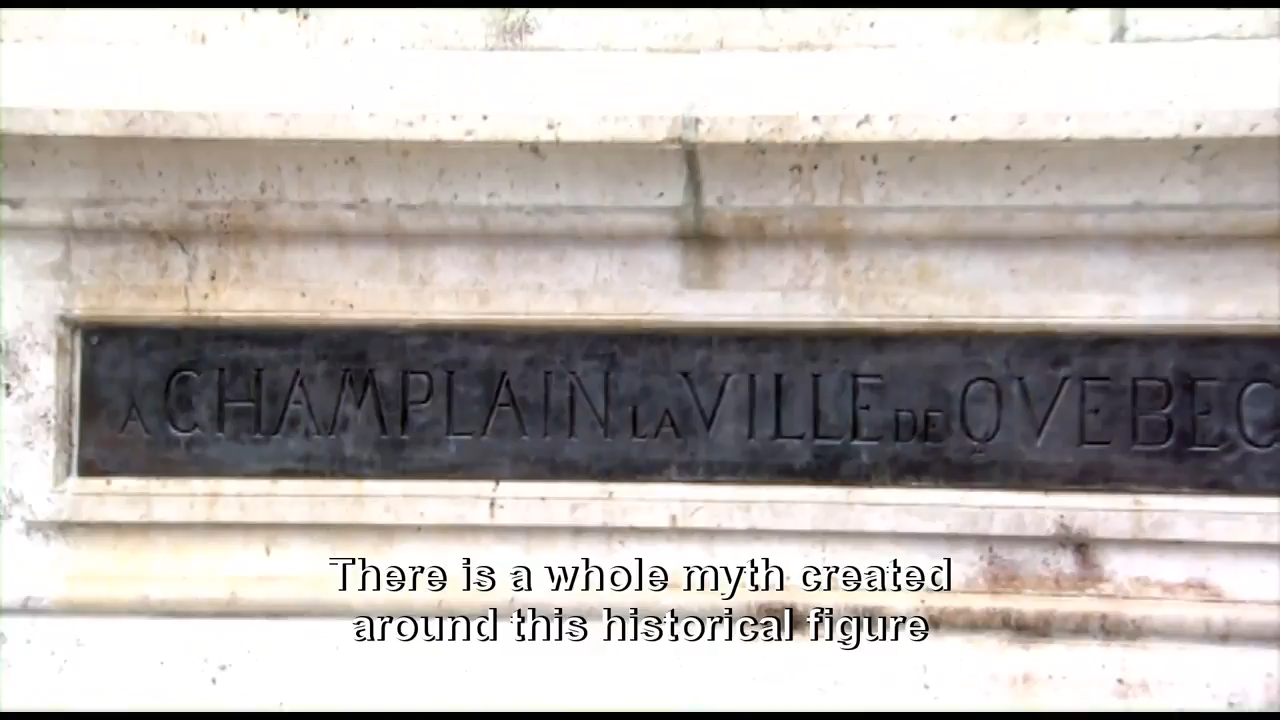 A CHAMPLAIN LA VILLE DE QVEBEC
There is a whole myth created
around this historical figure